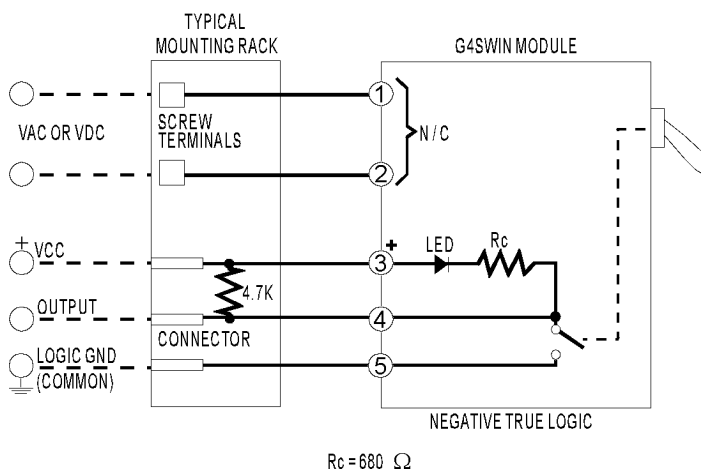 TYPICAL
MOUNTING RACK
G4SWIN MODULE
1
SCREW
TERMINALS
VAC OR VDC
N / C
2
+ VCC
3
+
LED
Rc
4.7K
OUTPUT
4
CONNECTOR
LOGIC GND
(COMMON)
5
NEGATIVE TRUE LOGIC
Rc = 680 Ω